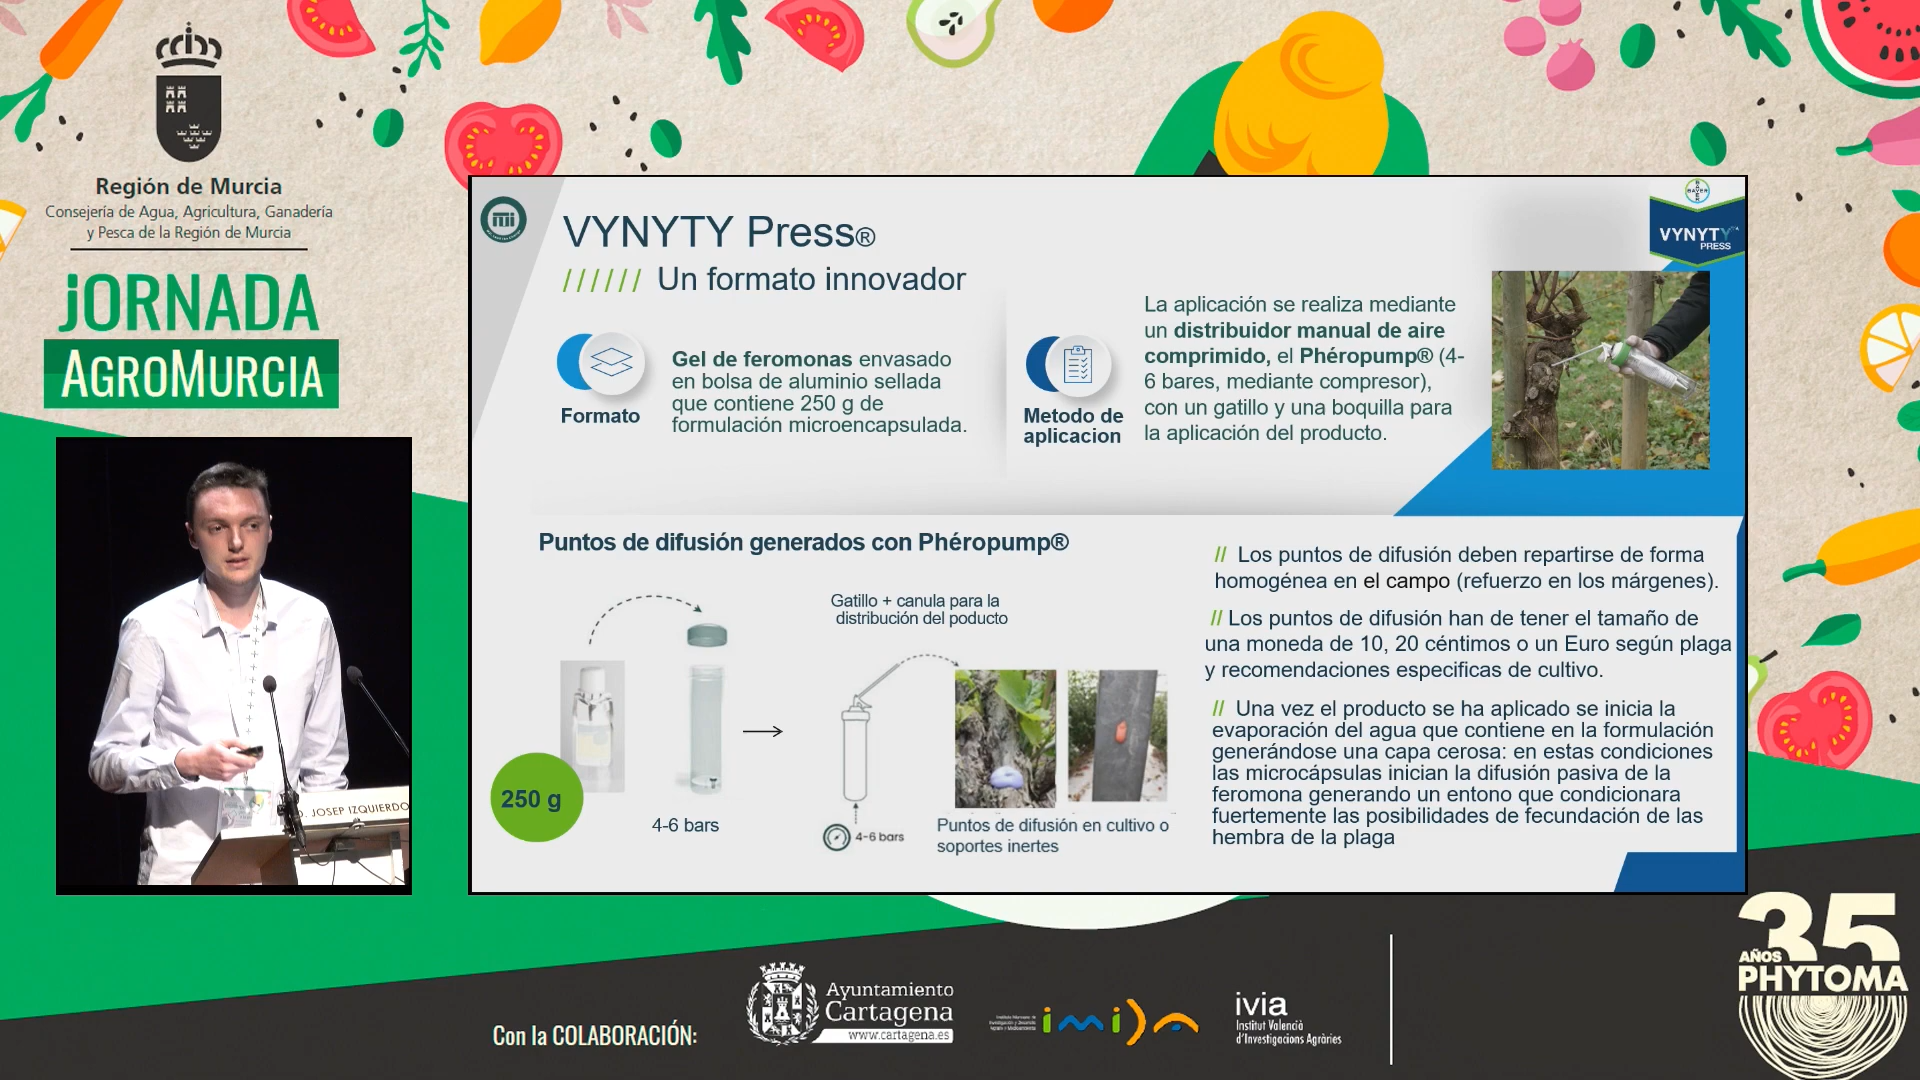 Región de Murcia
Consejería de Agua, Agricultura, Ganadería
y Pesca de la Región de Murcia
jORNADA
AGROMURCIA
D. JOSEP IZQUIERDO
VYNYTY Press®
////// Un formato innovador
BAYER
VYNYTY
PRESS
Formato
Gel de feromonas envasado
en bolsa de aluminio sellada
que contiene 250 g de
formulación microencapsulada.
Metodo de
aplicacion
La aplicación se realiza mediante
un distribuidor manual de aire
comprimido, el Phéropump® (4-
6 bares, mediante compresor),
con un gatillo y una boquilla para
la aplicación del producto.
Puntos de difusión generados con Phéropump®
250 g
4-6 bars
Gatillo + canula para la
distribución del poducto
4-6 bars
Puntos de difusión en cultivo o
soportes inertes
// Los puntos de difusión deben repartirse de forma
homogénea en el campo (refuerzo en los márgenes).
// Los puntos de difusión han de tener el tamaño de
una moneda de 10, 20 céntimos o un Euro según plaga
y recomendaciones especificas de cultivo.
// Una vez el producto se ha aplicado se inicia la
evaporación del agua que contiene en la formulación
generándose una capa cerosa: en estas condiciones
las microcápsulas inician la difusión pasiva de la
feromona generando un entono que condicionara
fuertemente las posibilidades de fecundación de las
hembra de la plaga
Con la COLABORACIÓN:
Ayuntamiento
Cartagena
www.cartagena.es
imida
ivia
Institut Valencià
d'Investigacions Agràries
35
AÑOS
PHYTOMA